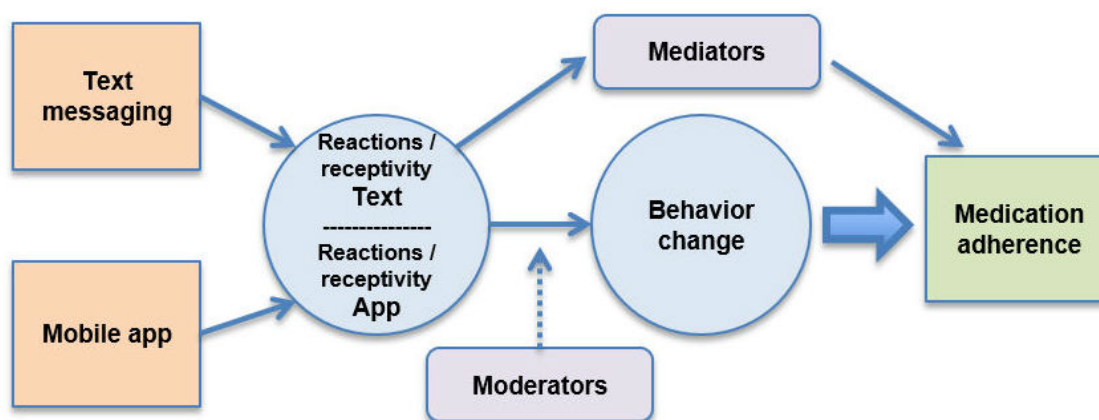 Text
messaging
Mobile app
Reactions /
receptivity
Text
---------------
Reactions /
receptivity
App
Mediators
Moderators
Behavior
change
Medication
adherence